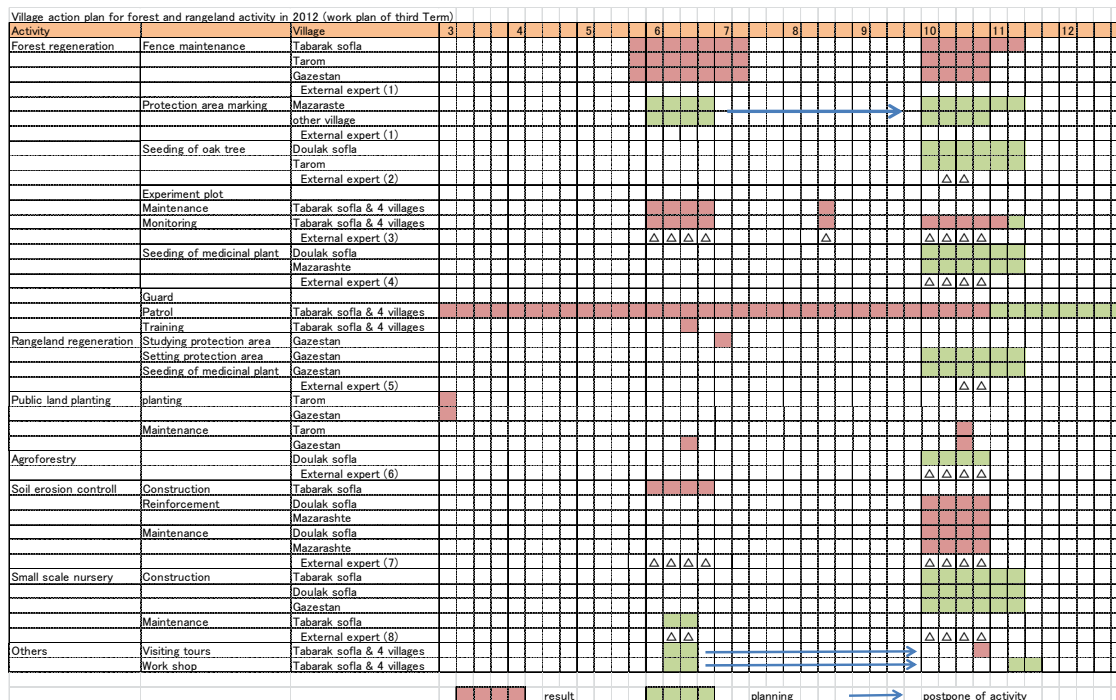 Village action plan for forest and rangeland activity in 2012 (work plan of third Term)
Activity Village 3 4 5 6 7 8 9 10 11 12
Forest regeneration Fence maintenance Tabarak sofla
Tarom
Gazestan
External expert (1)
Protection area marking Mazaraste
other village
External expert (1)
Seeding of oak tree Doulak sofla
Tarom
External expert (2) △ △
Experiment plot
Maintenance Tabarak sofla & 4 villages
Monitoring Tabarak sofla & 4 villages
External expert (3) △ △ △ △ △ △ △ △ △
Seeding of medicinal plant Doulak sofla
Mazarashte
External expert (4) △ △ △ △
Guard
Patrol Tabarak sofla & 4 villages
Training Tabarak sofla & 4 villages
Rangeland regeneration Studying protection area Gazestan
Setting protection area Gazestan
Seeding of medicinal plant Gazestan
External expert (5) △ △
Public land planting planting Tarom
Gazestan
Maintenance Tarom
Gazestan
Agroforestry Doulak sofla
External expert (6) △ △ △ △
Soil erosion controll Construction Tabarak sofla
Reinforcement Doulak sofla
Mazarashte
Maintenance Doulak sofla
Mazarashte
External expert (7) △ △ △ △ △ △ △ △
Small scale nursery Construction Tabarak sofla
Doulak sofla
Gazestan
Maintenance Tabarak sofla
External expert (8) △ △ △ △ △ △
Others Visiting tours Tabarak sofla & 4 villages
Work shop Tabarak sofla & 4 villages
result planning postpone of activity